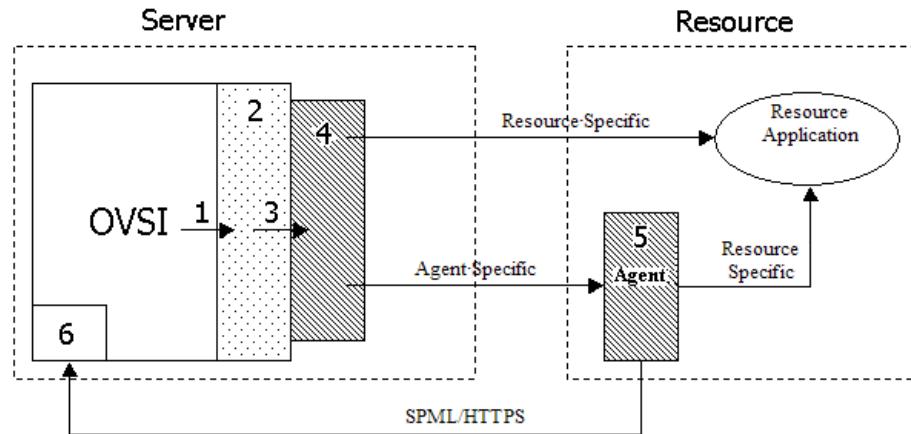 Server
Resource
2
4
Resource Specific
Resource
Application
OVSI
1
3
5
Agent
Agent Specific
Resource
Specific
6
SPML/HTTPS